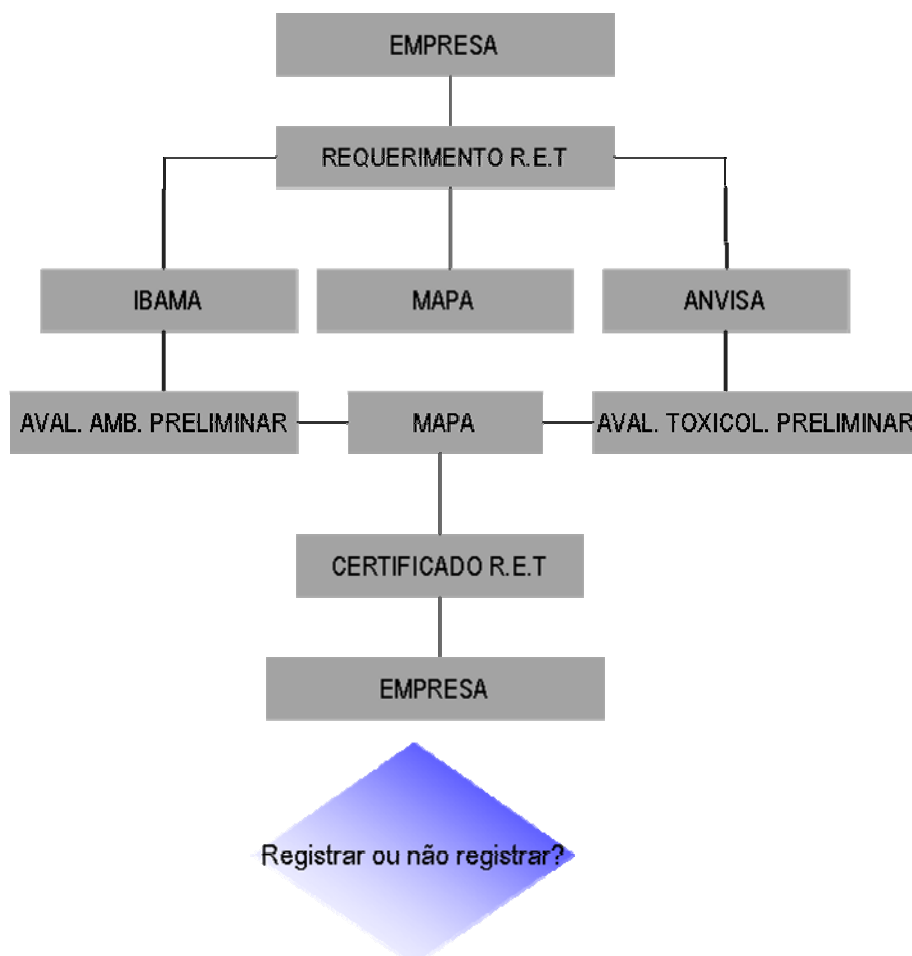 EMPRESA
REQUERIMENTO R.E.T
IBAMA
MAPA
ANVISA
AVAL. AMB. PRELIMINAR
MAPA
AVAL. TOXICOL. PRELIMINAR
CERTIFICADO R.E.T
EMPRESA
Registrar ou não registrar?